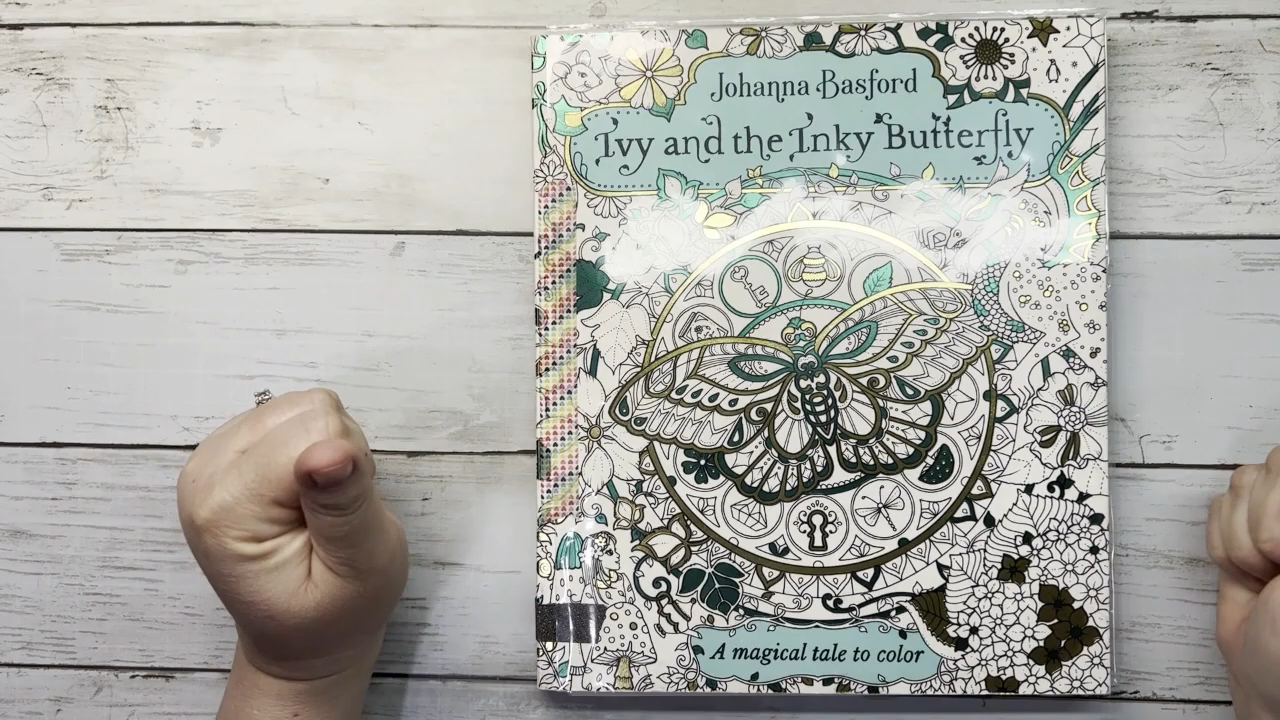 Johanna Basford
Ivy and the Inky Butterfly
A magical tale to color